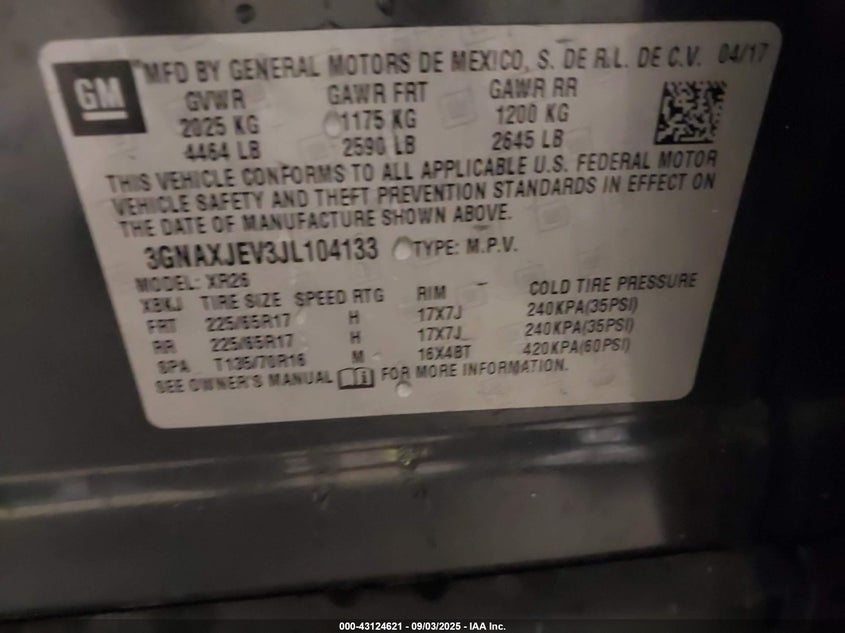 GM
MFD BY GENERAL MOTORS DE MEXICO, S. DE R.L. DE C.V. 04/17
GVWR GAWR FRT GAWR RR
2025 KG 1175 KG 1200 KG
4464 LB 2590 LB 2645 LB
THIS VEHICLE CONFORMS TO ALL APPLICABLE U.S. FEDERAL MOTOR
VEHICLE SAFETY AND THEFT PREVENTION STANDARDS IN EFFECT ON
THE DATE OF MANUFACTURE SHOWN ABOVE.
3GNAXJEV3JL104133 TYPE: M.P.V.
MODEL: XR26
XBKJ TIRE SIZE SPEED RTG RIM COLD TIRE PRESSURE
FRT 225/65R17 H 17X7J 240KPA(35PSI)
RR 225/65R17 H 17X7J 240KPA(35PSI)
SPA T135/70R16 M 16X4BT 420KPA(60PSI)
SEE OWNER'S MANUAL FOR MORE INFORMATION.
000-43124621 - 09/03/2025 - IAA Inc.